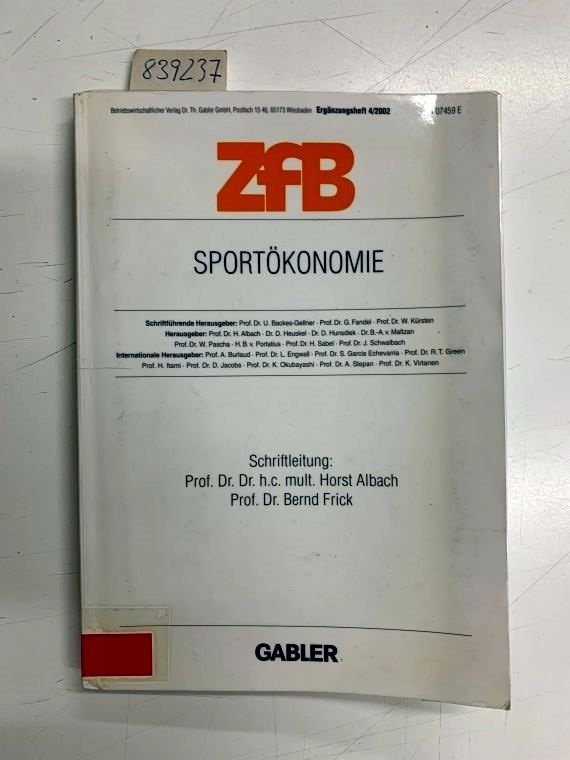 839237
Betriebswirtschaftlicher Verlag Dr. Th. Gabler GmbH, Postfach 15 46, 65173 Wiesbaden Ergänzungsheft 4/2002 07459 E
ZfB
SPORTÖKONOMIE
Schriftführende Herausgeber: Prof. Dr. U. Backes-Gellner · Prof. Dr. G. Fandel · Prof. Dr. W. Kürsten
Herausgeber: Prof. Dr. H. Albach · Dr. D. Heuskel · Dr. D. Hunsdiek · Dr. B.-A. v. Maltzan
Prof. Dr. W. Pascha · H. B. v. Portatius · Prof. Dr. H. Sabel · Prof. Dr. J. Schwalbach
Internationale Herausgeber: Prof. A. Burlaud · Prof. Dr. L. Engwall · Prof. Dr. S. Garcia Echevarria · Prof. Dr. R. T. Green
Prof. H. Itami · Prof. Dr. D. Jacobs · Prof. Dr. K. Okubayashi · Prof. Dr. A. Stepan · Prof. Dr. K. Virtanen
Schriftleitung:
Prof. Dr. Dr. h.c. mult. Horst Albach
Prof. Dr. Bernd Frick
GABLER